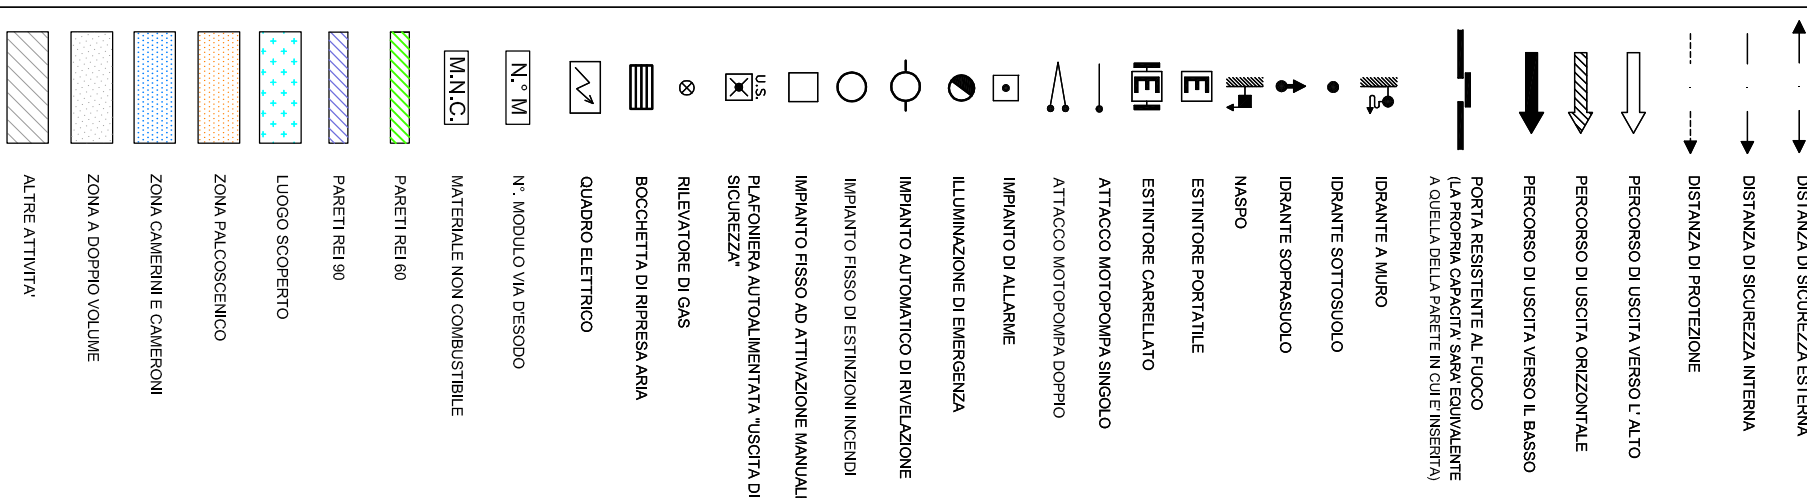 DISTANZA DI SICUREZZA ESTERNA
DISTANZA DI SICUREZZA INTERNA
DISTANZA DI PROTEZIONE
PERCORSO DI USCITA VERSO L' ALTO
PERCORSO DI USCITA ORIZZONTALE
PERCORSO DI USCITA VERSO IL BASSO
PORTA RESISTENTE AL FUOCO
(LA PROPRIA CAPACITA' SARA' EQUIVALENTE
A QUELLA DELLA PARETE IN CUI E' INSERITA)
IDRANTE A MURO
IDRANTE SOTTOSUOLO
IDRANTE SOPRASUOLO
NASPO
E
ESTINTORE PORTATILE
E
ESTINTORE CARRELLATO
ATTACCO MOTOPOMPA SINGOLO
ATTACCO MOTOPOMPA DOPPIO
IMPIANTO DI ALLARME
ILLUMINAZIONE DI EMERGENZA
IMPIANTO AUTOMATICO DI RIVELAZIONE
IMPIANTO FISSO DI ESTINZIONI INCENDI
IMPIANTO FISSO AD ATTIVAZIONE MANUAL
U.S.
PLAFONIERA AUTOALIMENTATA "USCITA DI
SICUREZZA"
RILEVATORE DI GAS
BOCCHETTA DI RIPRESA ARIA
QUADRO ELETTRICO
N.° M
N°. MODULO VIA D'ESODO
M.N.C.
MATERIALE NON COMBUSTIBILE
PARETI REI 60
PARETI REI 90
LUOGO SCOPERTO
ZONA PALCOSCENICO
ZONA CAMERINI E CAMERONI
ZONA A DOPPIO VOLUME
ALTRE ATTIVITA'